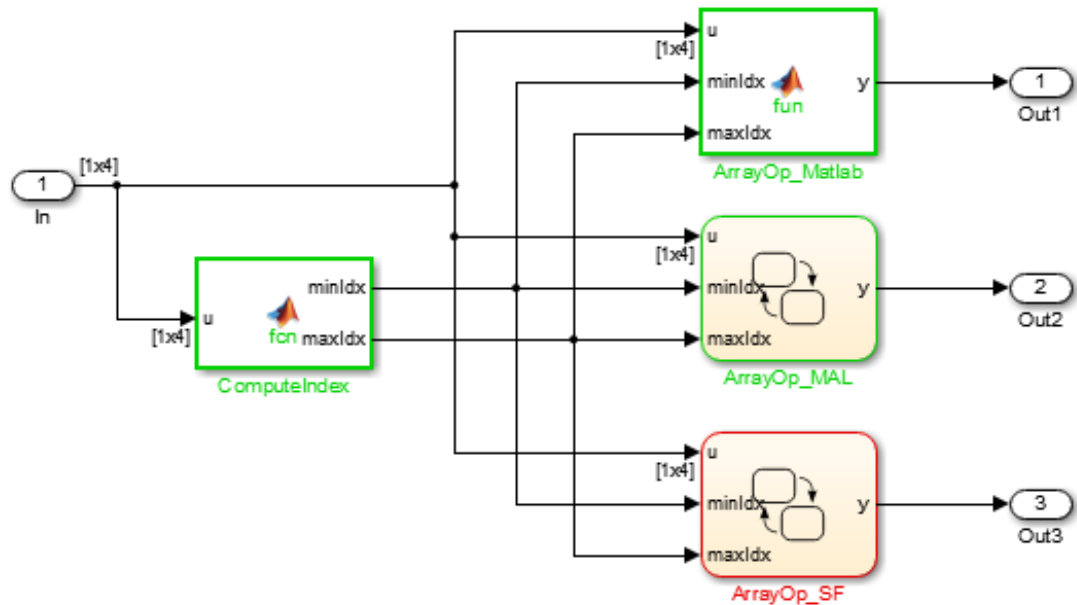 [1x4]
1
In
u
[1x4]
fcn
minIdx
maxIdx
ComputeIndex
u
[1x4]
minIdx
maxIdx
fun
y
ArrayOp_Matlab
1
Out1
u
[1x4]
minIdx
maxIdx
y
ArrayOp_MAL
2
Out2
u
[1x4]
minIdx
maxIdx
y
ArrayOp_SF
3
Out3